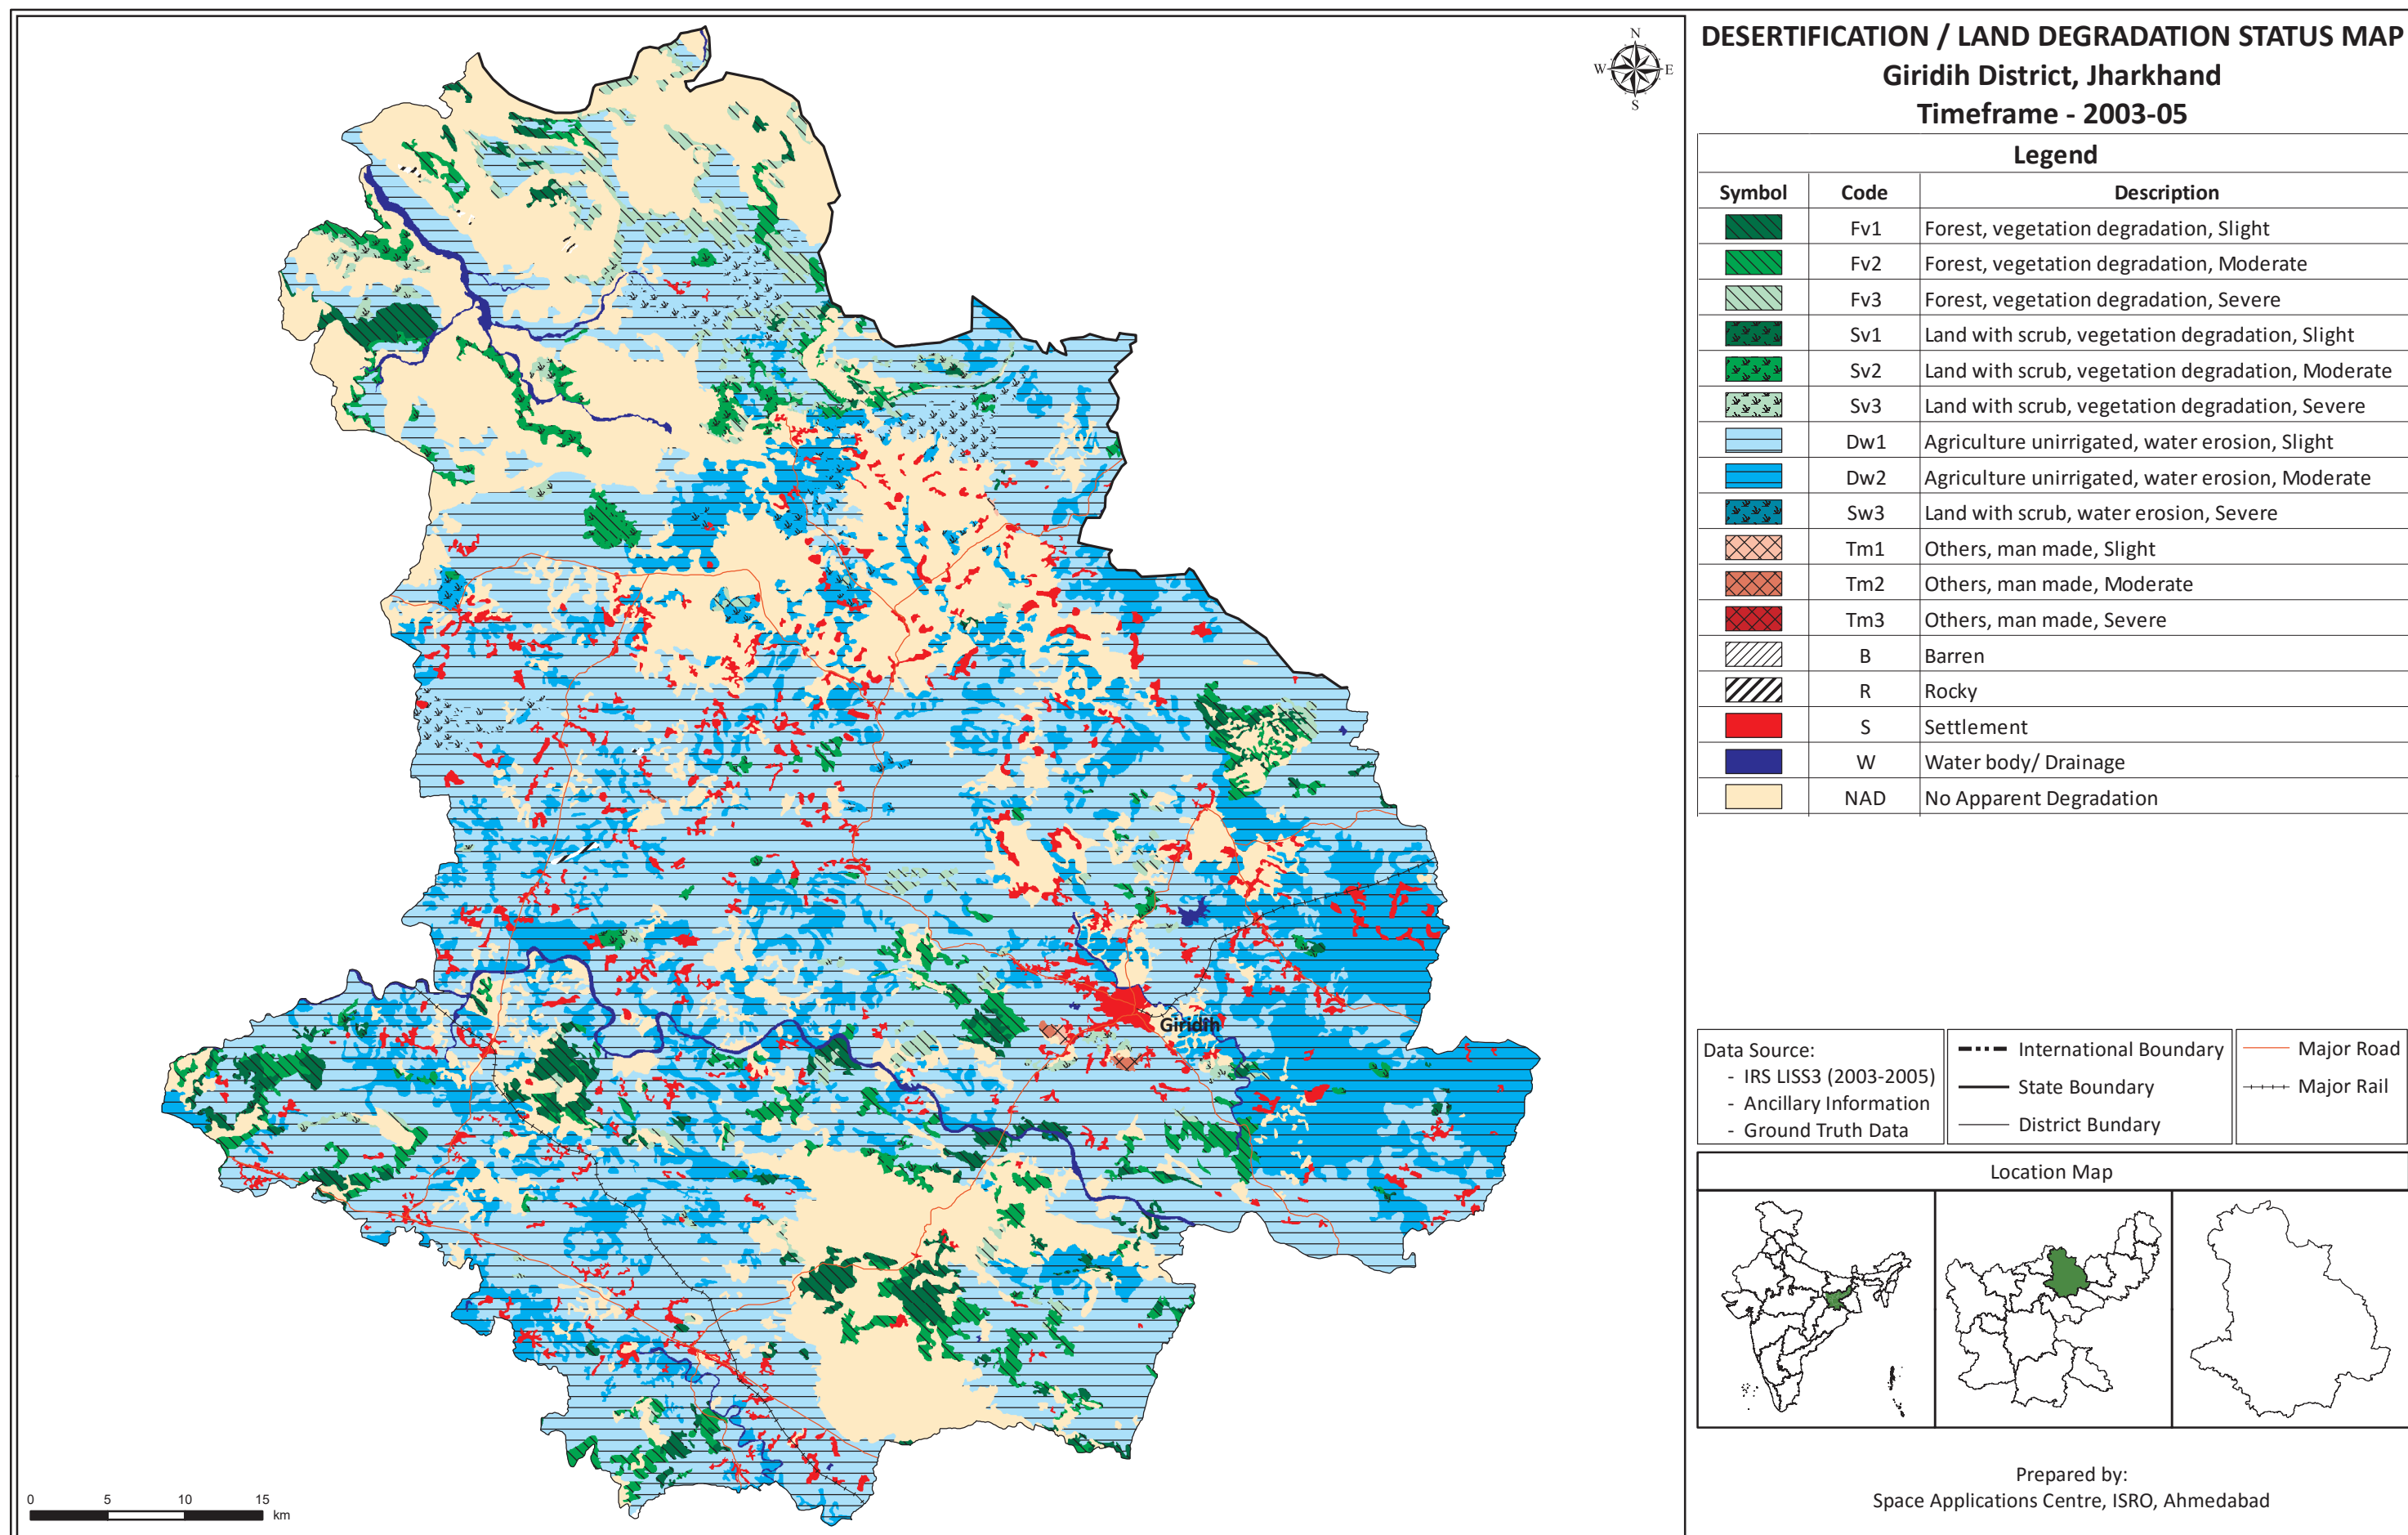 DESERTIFICATION / LAND DEGRADATION STATUS MAP
Giridih District, Jharkhand
Timeframe - 2003-05
Legend
Symbol Code Description
Fv1 Forest, vegetation degradation, Slight
Fv2 Forest, vegetation degradation, Moderate
Fv3 Forest, vegetation degradation, Severe
Sv1 Land with scrub, vegetation degradation, Slight
Sv2 Land with scrub, vegetation degradation, Moderate
Sv3 Land with scrub, vegetation degradation, Severe
Dw1 Agriculture unirrigated, water erosion, Slight
Dw2 Agriculture unirrigated, water erosion, Moderate
Sw3 Land with scrub, water erosion, Severe
Tm1 Others, man made, Slight
Tm2 Others, man made, Moderate
Tm3 Others, man made, Severe
B Barren
R Rocky
S Settlement
W Water body/ Drainage
NAD No Apparent Degradation
N
W E
S
Giridih
0 5 10 15
km
Data Source:
- IRS LISS3 (2003-2005)
- Ancillary Information
- Ground Truth Data
International Boundary
State Boundary
District Bundary
Major Road
Major Rail
Location Map
Prepared by:
Space Applications Centre, ISRO, Ahmedabad